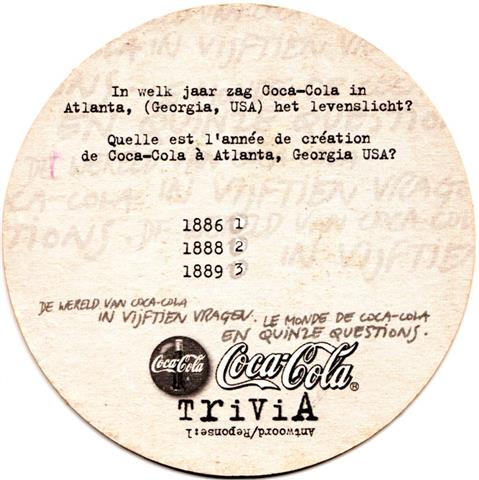 In welk jaar zag Coca-Cola in
Atlanta, (Georgia, USA) het levenslicht?
Quelle est l'année de création
de Coca-Cola à Atlanta, Georgia USA?
1886 1
1888 2
1889 3
DE WERELD VAN COCA-COLA
IN VIJFTIEN VRAGEN. LE MONDE DE COCA-COLA
EN QUINZE QUESTIONS.
Coca-Cola Coca-Cola®
TRiViA
Antwoord/Reponse:1